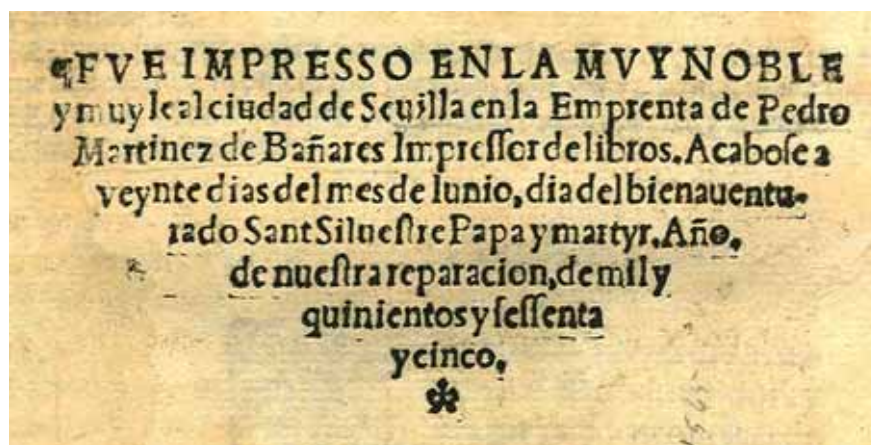 ¶FVE IMPRESSO EN LA MVY NOBLE
y muy leal ciudad de Seuilla en la Emprenta de Pedro
Martinez de Bañares Impreſſor de libros. Acaboſe a
veynte dias del mes de Iunio, dia del bienauentu-
rado Sant Silueſtre Papa y martyr. Año,
de nueſtra reparacion, de mil y
quinientos y ſeſſenta
y cinco,
1565